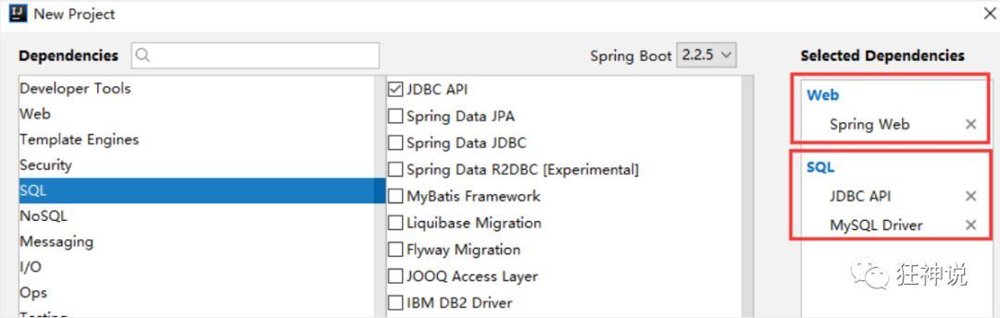 New Project
Dependencies
Spring Boot 2.2.5
Selected Dependencies
Developer Tools
Web
Template Engines
Security
SQL
NoSQL
Messaging
I/O
Ops
Testing
JDBC API
Spring Data JPA
Spring Data JDBC
Spring Data R2DBC [Experimental]
MyBatis Framework
Liquibase Migration
Flyway Migration
JOOQ Access Layer
IBM DB2 Driver
Web
Spring Web
SQL
JDBC API
MySQL Driver
狂神说